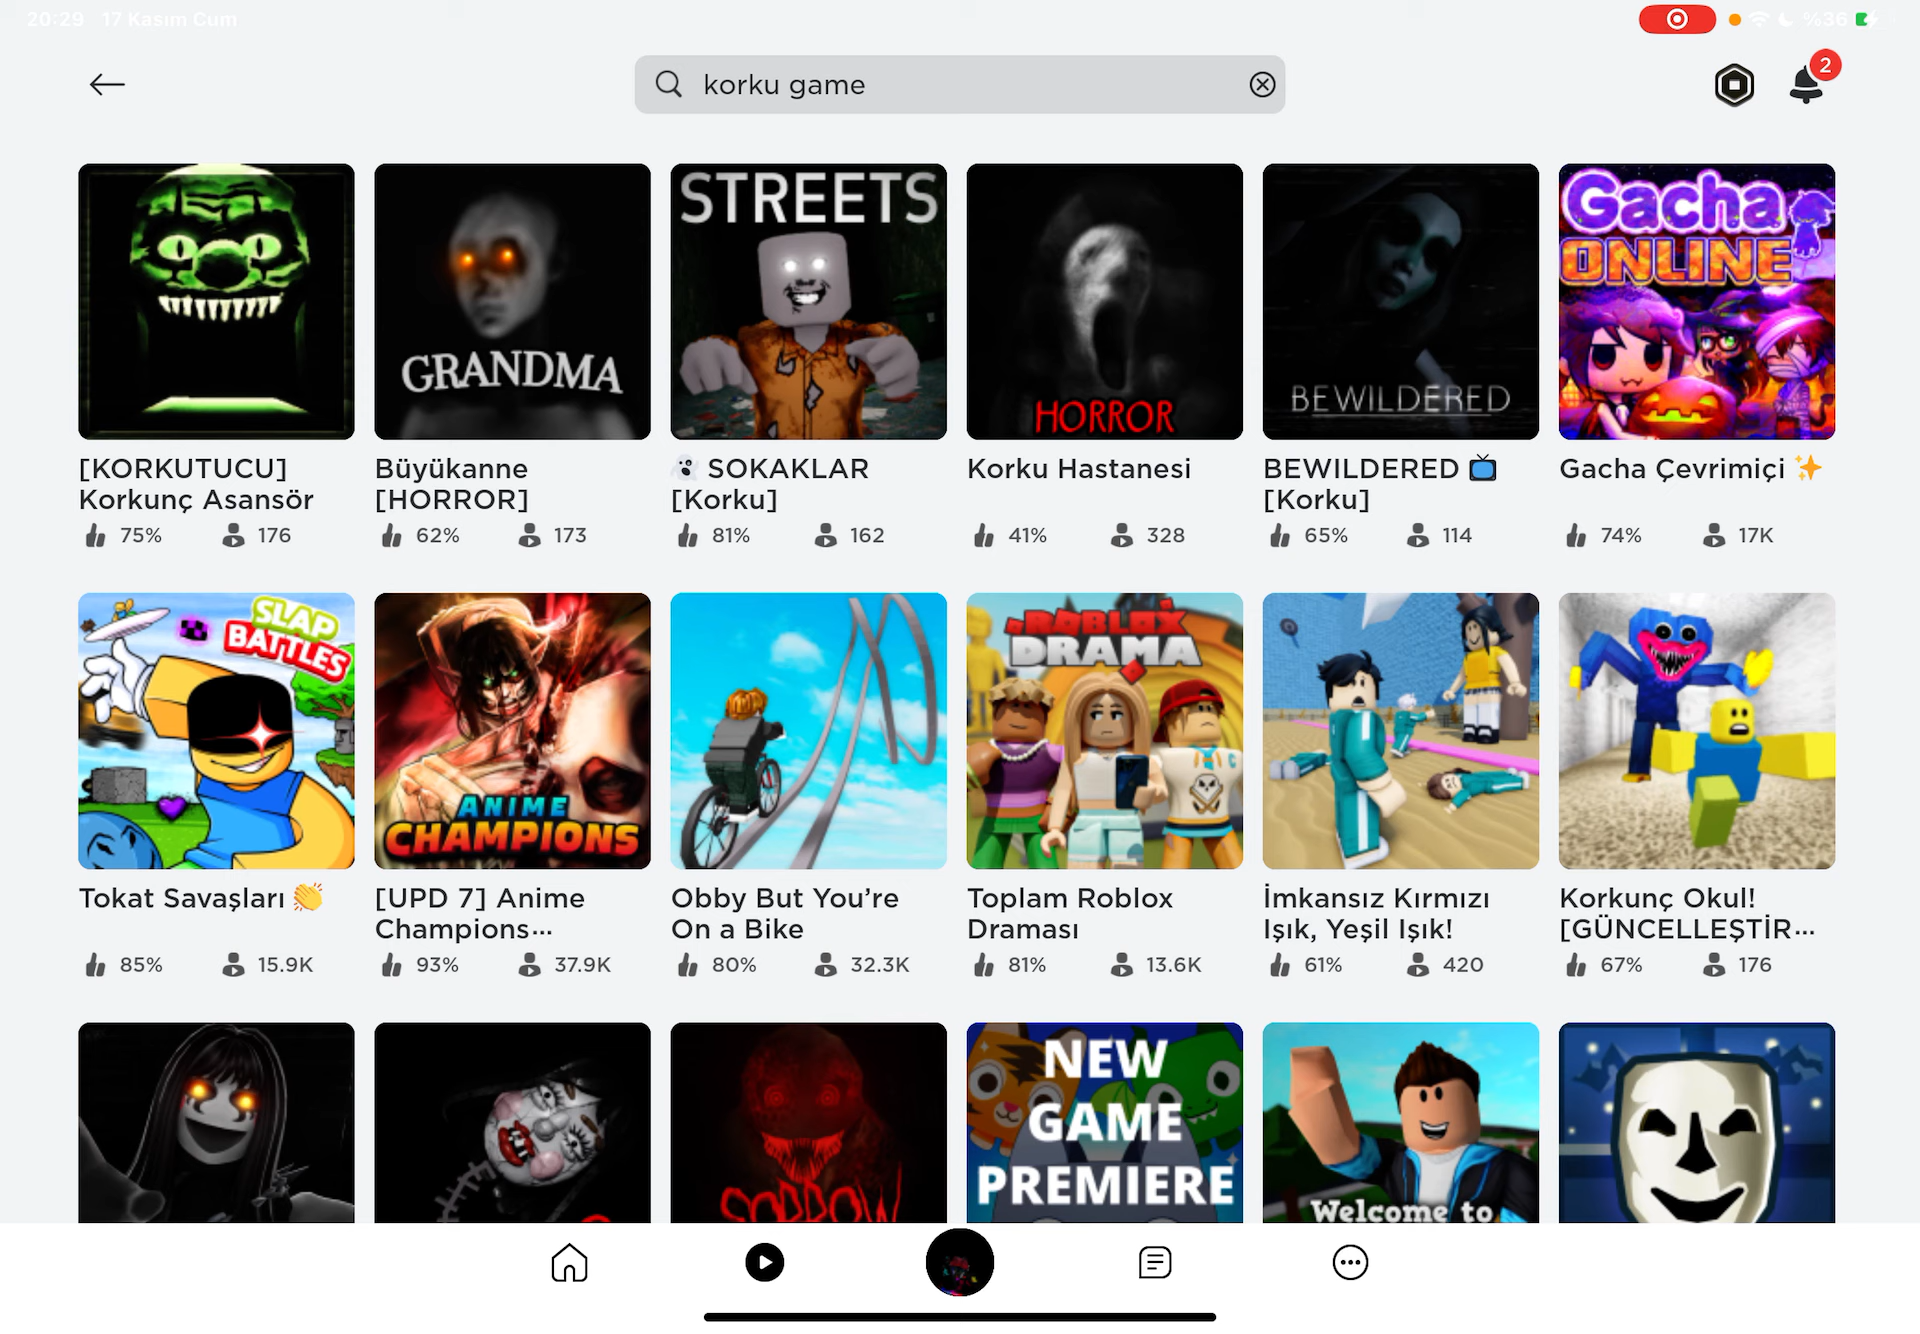 20:29 17 Kasım Cum
%36
korku game
2
STREETS
GRANDMA
HORROR
BEWILDERED
Gacha
ONLINE
[KORKUTUCU]
Korkunç Asansör
75% 176
Büyükanne
[HORROR]
62% 173
👻 SOKAKLAR
[Korku]
81% 162
Korku Hastanesi
41% 328
BEWILDERED 📺
[Korku]
65% 114
Gacha Çevrimiçi ✨
74% 17K
SLAP
BATTLES
ANIME
CHAMPIONS
ROBLOX
DRAMA
Tokat Savaşları 👏
85% 15.9K
[UPD 7] Anime
Champions...
93% 37.9K
Obby But You’re
On a Bike
80% 32.3K
Toplam Roblox
Draması
81% 13.6K
İmkansız Kırmızı
Işık, Yeşil Işık!
61% 420
Korkunç Okul!
[GÜNCELLEŞTİR...
67% 176
SORROW
NEW
GAME
PREMIERE
Welcome to